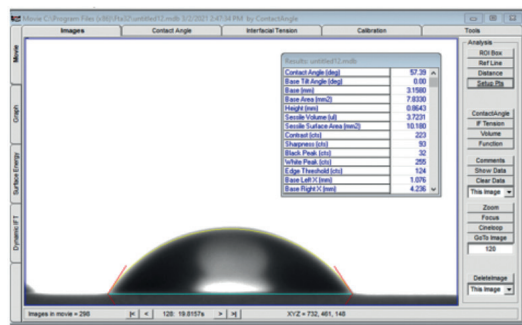 Movie C:\Program Files (x86)\Fta32\untitled12.mdb 3/2/2021 2:47:34 PM by ContactAngle
Images
Contact Angle
Interfacial Tension
Calibration
Tools
Movie
Graph
Surface Energy
Dynamic IFT
Results: untitled12.mdb
Contact Angle (deg) 57.39
Base Tilt Angle (deg) 0.00
Base (mm) 3.1580
Base Area (mm2) 7.8330
Height (mm) 0.8643
Sessile Volume (ul) 3.7231
Sessile Surface Area (mm2) 10.180
Contrast (cts) 223
Sharpness (cts) 93
Black Peak (cts) 32
White Peak (cts) 255
Edge Threshold (cts) 124
Base Left X (mm) 1.076
Base Right X (mm) 4.236
Analysis
ROI Box
Ref Line
Distance
Setup Pts
ContactAngle
IF Tension
Volume
Function
Comments
Show Data
Clear Data
This Image
Zoom
Focus
Cineloop
GoTo Image
120
DeleteImage
This Image
Images in movie = 298
|<
<
128: 19.8157s
>
>|
XYZ = 732, 461, 148